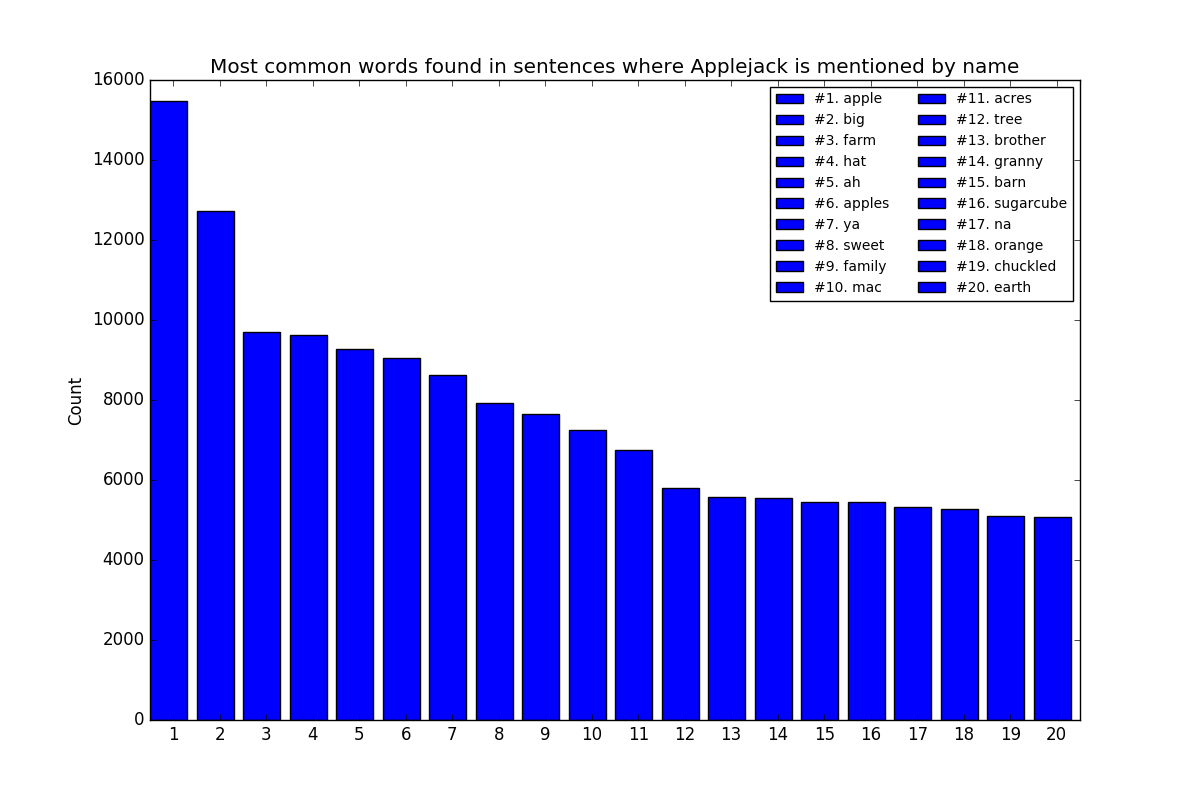 Most common words found in sentences where Applejack is mentioned by name
16000
14000
12000
10000
8000
6000
4000
2000
0
Count
#1. apple
#2. big
#3. farm
#4. hat
#5. ah
#6. apples
#7. ya
#8. sweet
#9. family
#10. mac
#11. acres
#12. tree
#13. brother
#14. granny
#15. barn
#16. sugarcube
#17. na
#18. orange
#19. chuckled
#20. earth
1 2 3 4 5 6 7 8 9 10 11 12 13 14 15 16 17 18 19 20